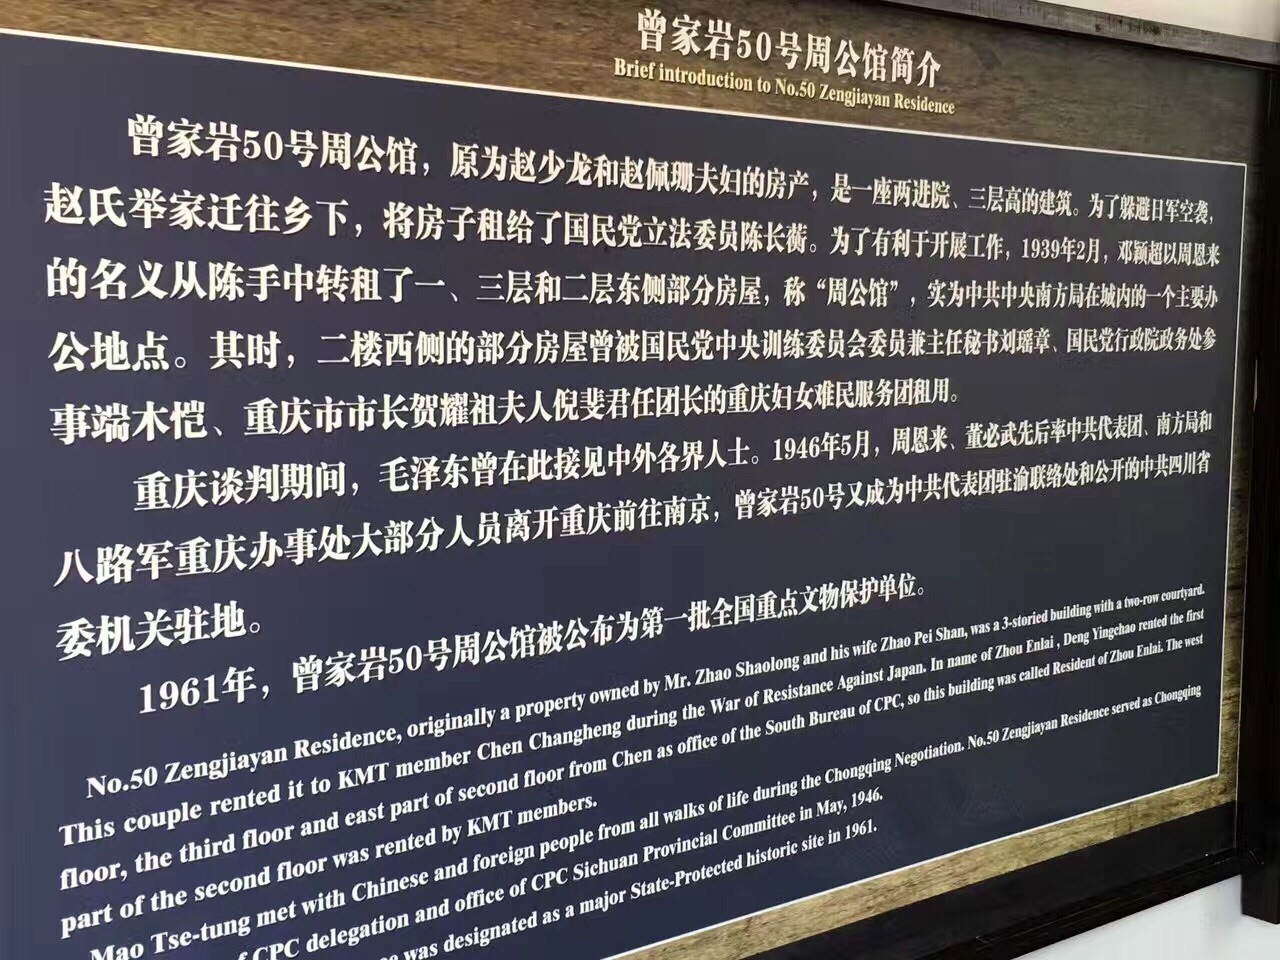 曾家岩50号周公馆简介
Brief introduction to No.50 Zengjiayan Residence
曾家岩50号周公馆，原为赵少龙和赵佩珊夫妇的房产，是一座两进院、三层高的建筑。为了躲避日军空袭，
赵氏举家迁往乡下，将房子租给了国民党立法委员陈长蘅。为了有利于开展工作，1939年2月，邓颖超以周恩来
的名义从陈手中转租了一、三层和二层东侧部分房屋，称“周公馆”，实为中共中央南方局在城内的一个主要办
公地点。其时，二楼西侧的部分房屋曾被国民党中央训练委员会委员兼主任秘书刘瑶章、国民党行政院政务处参
事端木恺、重庆市市长贺耀祖夫人倪斐君任团长的重庆妇女难民服务团租用。
重庆谈判期间，毛泽东曾在此接见中外各界人士。1946年5月，周恩来、董必武先后率中共代表团、南方局和
八路军重庆办事处大部分人员离开重庆前往南京，曾家岩50号又成为中共代表团驻渝联络处和公开的中共四川省
委机关驻地。
1961年，曾家岩50号周公馆被公布为第一批全国重点文物保护单位。
No.50 Zengjiayan Residence, originally a property owned by Mr. Zhao Shaolong and his wife Zhao Pei Shan, was a 3-storied building with a two-row courtyard.
This couple rented it to KMT member Chen Changheng during the War of Resistance Against Japan. In name of Zhou Enlai , Deng Yingchao rented the first
floor, the third floor and east part of second floor from Chen as office of the South Bureau of CPC, so this building was called Resident of Zhou Enlai. The west
part of the second floor was rented by KMT members.
Mao Tse-tung met with Chinese and foreign people from all walks of life during the Chongqing Negotiation. No.50 Zengjiayan Residence served as Chongqing
of CPC delegation and office of CPC Sichuan Provincial Committee in May, 1946.
was designated as a major State-Protected historic site in 1961.